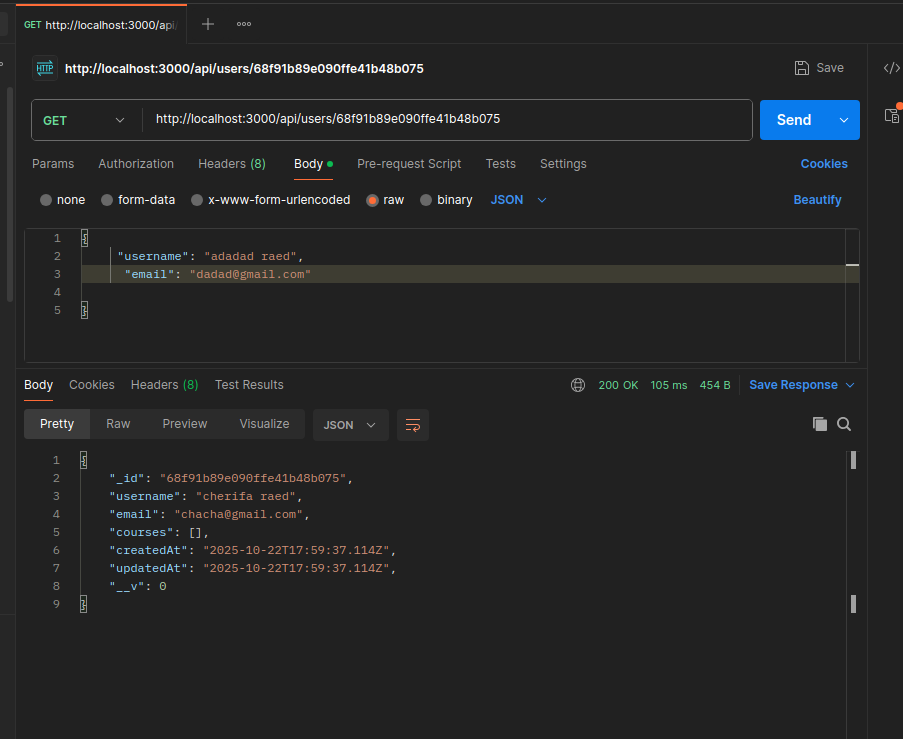 GET http://localhost:3000/api/
HTTP http://localhost:3000/api/users/68f91b89e090ffe41b48b075 Save
GET http://localhost:3000/api/users/68f91b89e090ffe41b48b075 Send
Params Authorization Headers (8) Body Pre-request Script Tests Settings Cookies
none form-data x-www-form-urlencoded raw binary JSON Beautify
1 {
2 "username": "adadad raed",
3 "email": "dadad@gmail.com"
4
5 }
Body Cookies Headers (8) Test Results 200 OK 105 ms 454 B Save Response
Pretty Raw Preview Visualize JSON
1 {
2 "_id": "68f91b89e090ffe41b48b075",
3 "username": "cherifa raed",
4 "email": "chacha@gmail.com",
5 "courses": [],
6 "createdAt": "2025-10-22T17:59:37.114Z",
7 "updatedAt": "2025-10-22T17:59:37.114Z",
8 "__v": 0
9 }